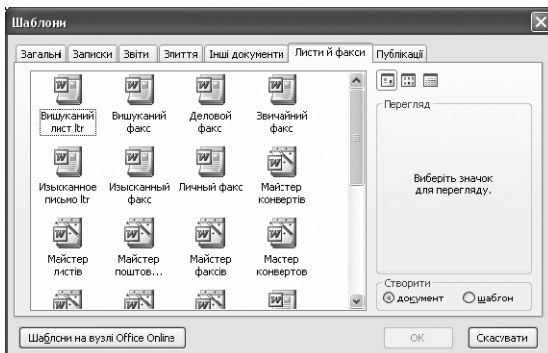 Шаблони
Загальні Записки Звіти Злиття Інші документи Листи й факси Публікації
Вишуканий лист ltr
Вишуканий факс
Деловой факс
Звичайний факс
Изысканное письмо ltr
Изысканный факс
Личный факс
Майстер конвертів
Майстер листів
Майстер поштов...
Майстер факсів
Мастер конвертов
Перегляд
Виберіть значок
для перегляду.
Створити
документ шаблон
Шаблони на вузлі Office Online
ОК Скасувати